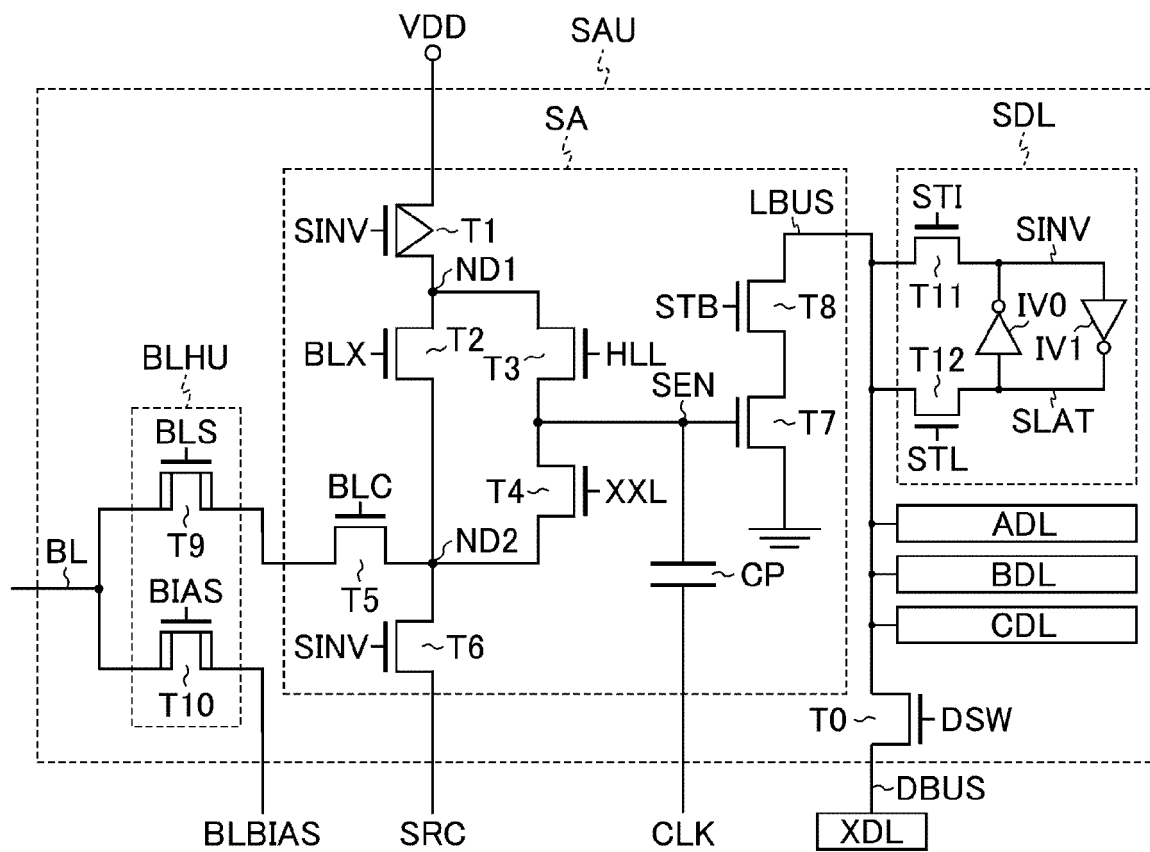 VDD
SAU
SA
SDL
SINV
T1
LBUS
STI
SINV
ND1
T11
STB
T8
IV0
IV1
BLX
T2
T3
HLL
T12
BLHU
SEN
T7
SLAT
BLS
STL
BLC
T4
XXL
T9
ND2
ADL
BL
CP
BDL
BIAS
T5
CDL
SINV
T6
T10
T0
DSW
DBUS
BLBIAS
SRC
CLK
XDL